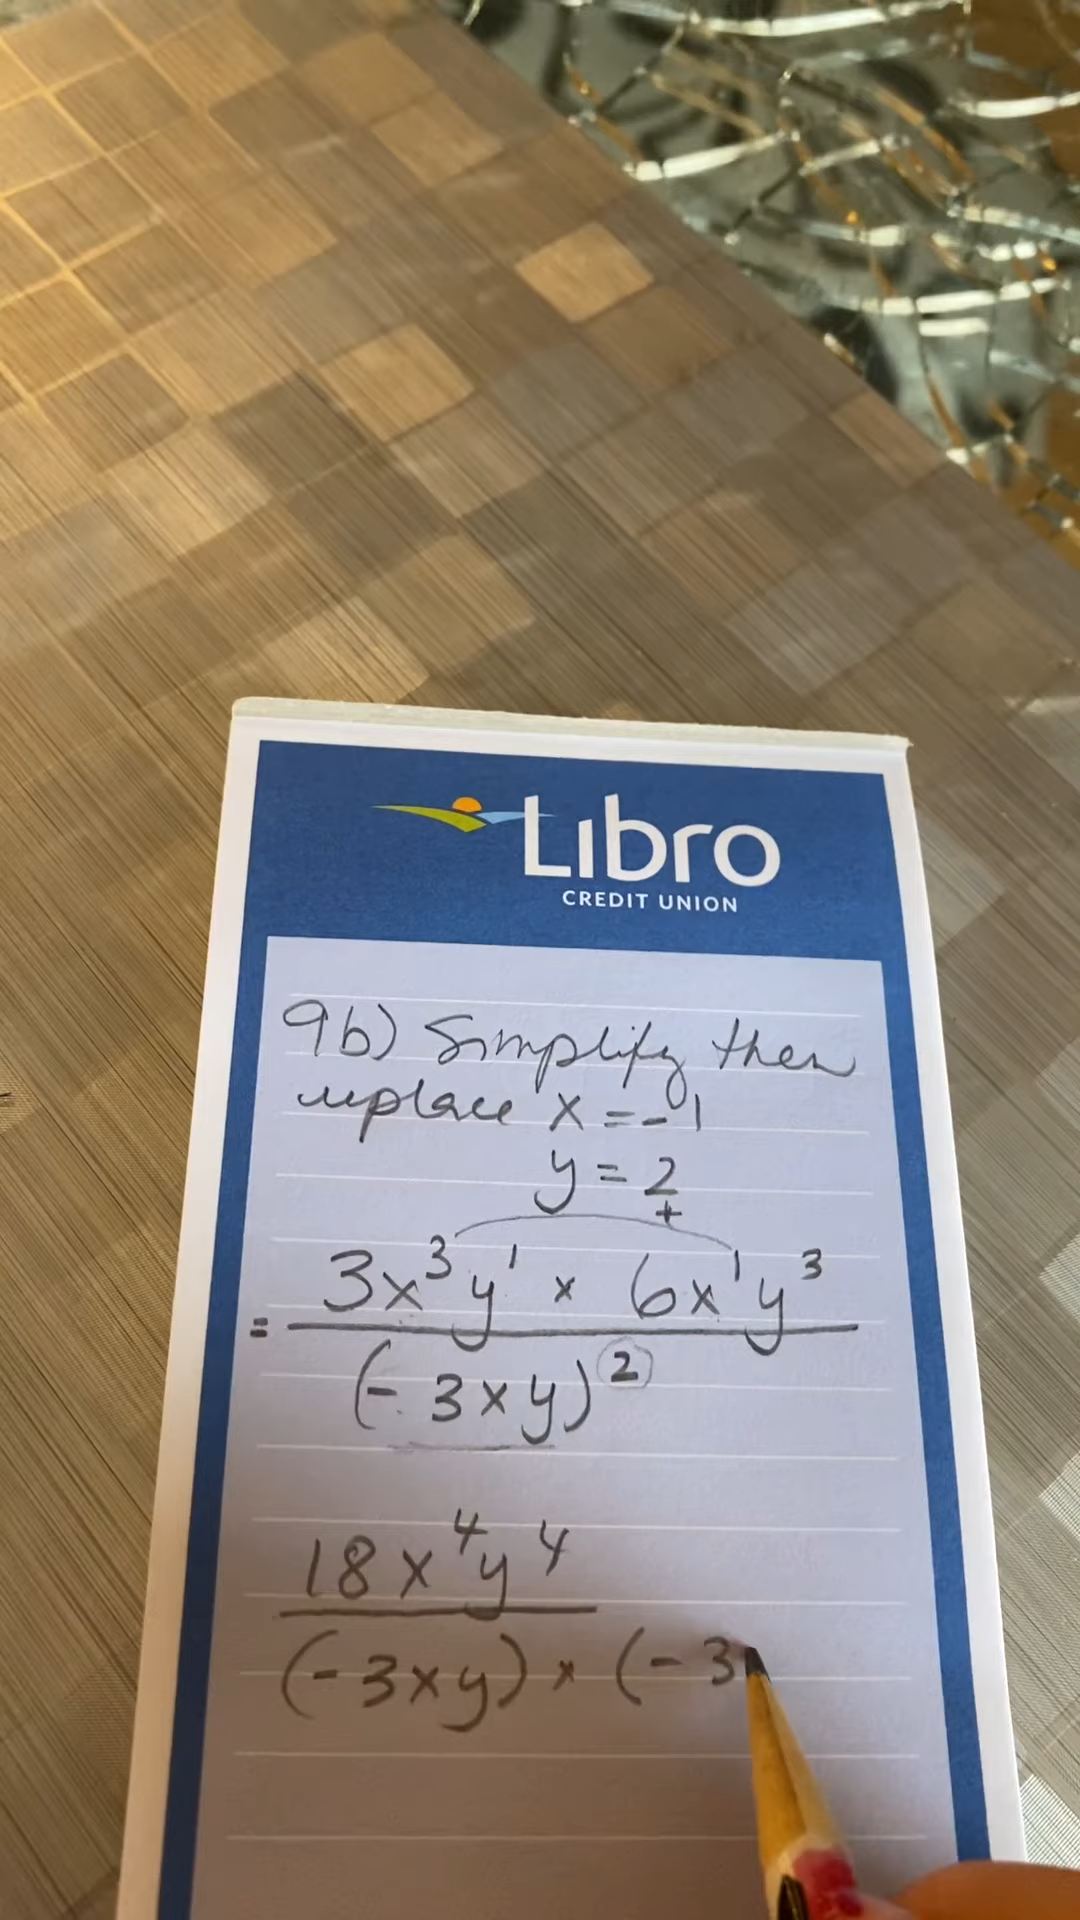 Libro
CREDIT UNION
9b) Simplify then
replace x = -1
y = 2
+
3x³y¹ × 6x¹y³
=
(-3xy)²
18x⁴y⁴
(-3xy) × (-3